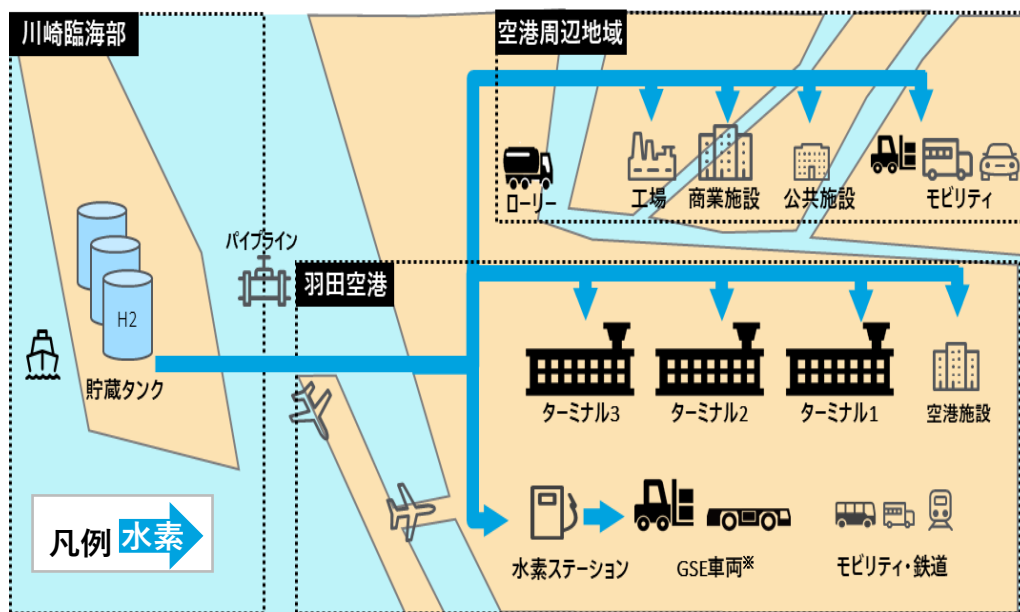 川崎臨海部
空港周辺地域
ローリー
工場
商業施設
公共施設
モビリティ
パイプライン
羽田空港
H2
貯蔵タンク
ターミナル3
ターミナル2
ターミナル1
空港施設
凡例 水素
水素ステーション
GSE車両※
モビリティ・鉄道